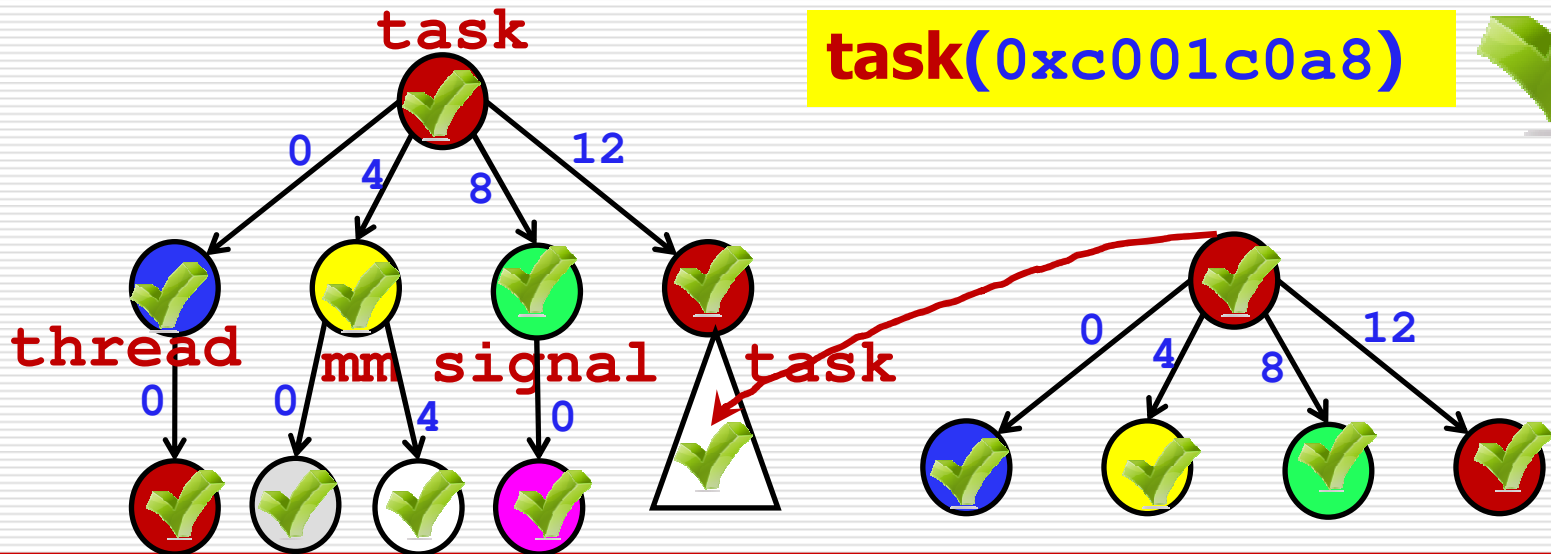 task
task(0xc001c0a8)
0 4 8 12
thread mm signal task
0 0 4 0
0 4 8 12